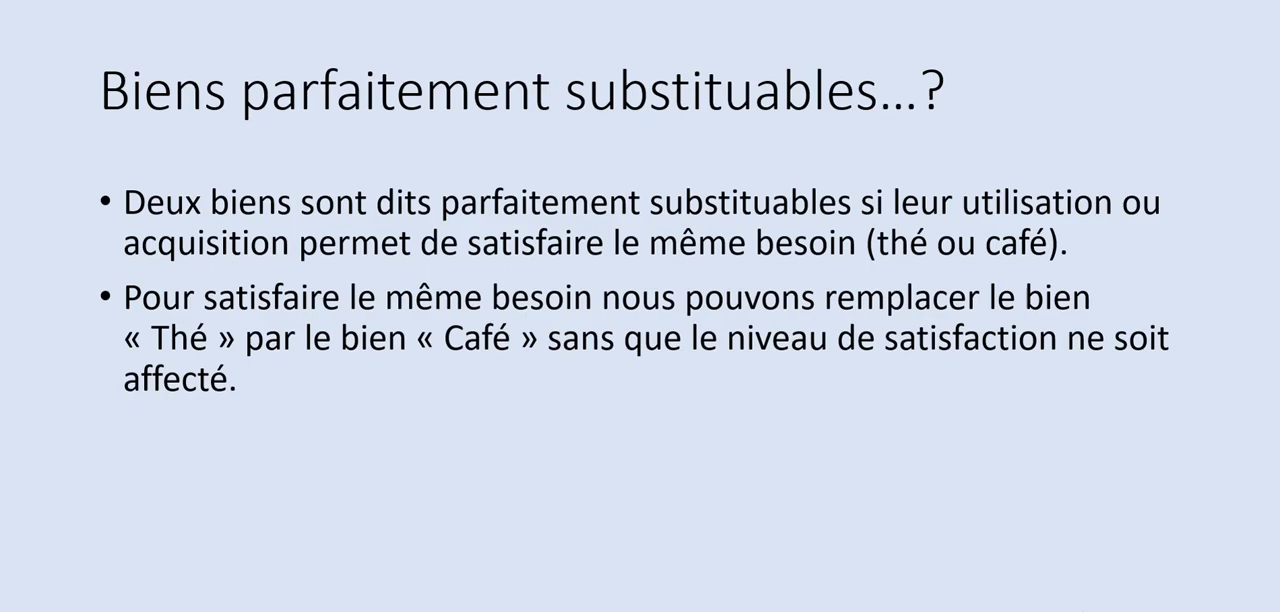 Biens parfaitement substituables...?
• Deux biens sont dits parfaitement substituables si leur utilisation ou
acquisition permet de satisfaire le même besoin (thé ou café).
• Pour satisfaire le même besoin nous pouvons remplacer le bien
« Thé » par le bien « Café » sans que le niveau de satisfaction ne soit
affecté.